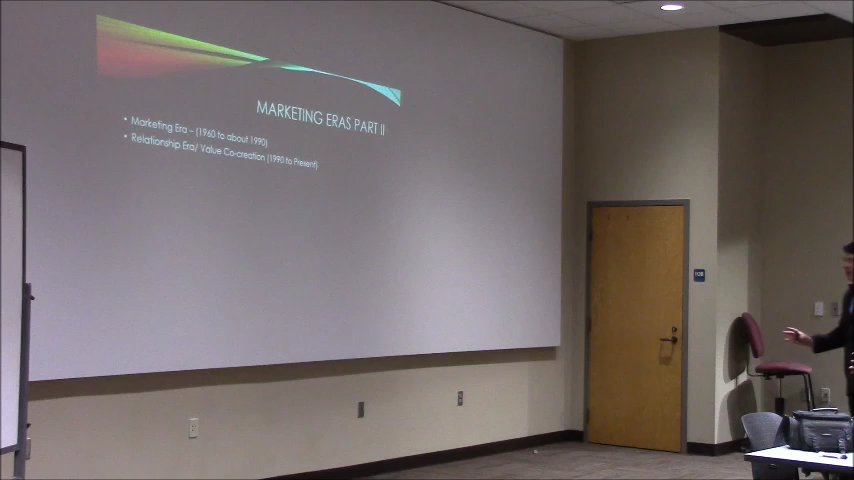 MARKETING ERAS PART II
• Marketing Era – (1960 to about 1990)
• Relationship Era/ Value Co-creation (1990 to Present)